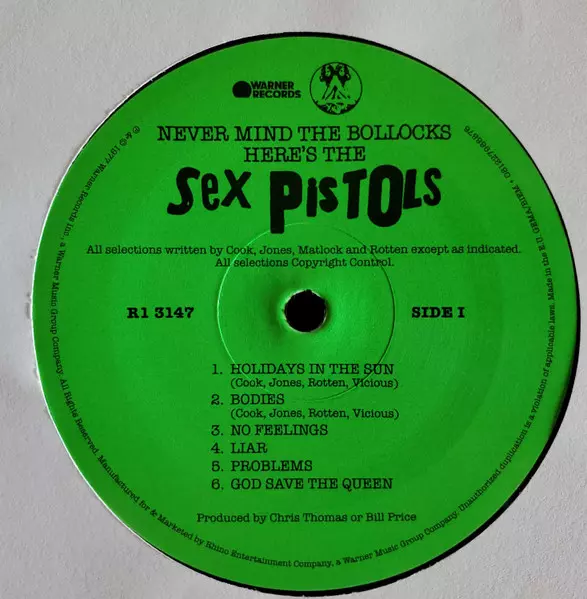 WARNER
RECORDS
NEVER MIND THE BOLLOCKS
HERE'S THE
SEX PISTOLS
All selections written by Cook, Jones, Matlock and Rotten except as indicated.
All selections Copyright Control.
R1 3147
SIDE I
1. HOLIDAYS IN THE SUN
(Cook, Jones, Rotten, Vicious)
2. BODIES
(Cook, Jones, Rotten, Vicious)
3. NO FEELINGS
4. LIAR
5. PROBLEMS
6. GOD SAVE THE QUEEN
Produced by Chris Thomas or Bill Price
℗ & © 1977 Warner Records Inc., a Warner Music Group Company. All Rights Reserved. Manufactured for & Marketed by Rhino Entertainment Company, a Warner Music Group Company. Unauthorized duplication is a violation of applicable laws. Made in the E.U. GEMA/BIEM •